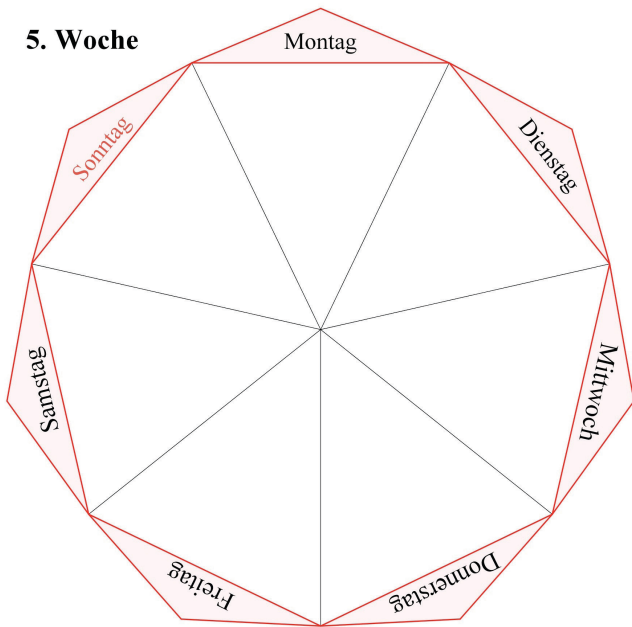 5. Woche
Montag
Dienstag
Mittwoch
Donnerstag
Freitag
Samstag
Sonntag